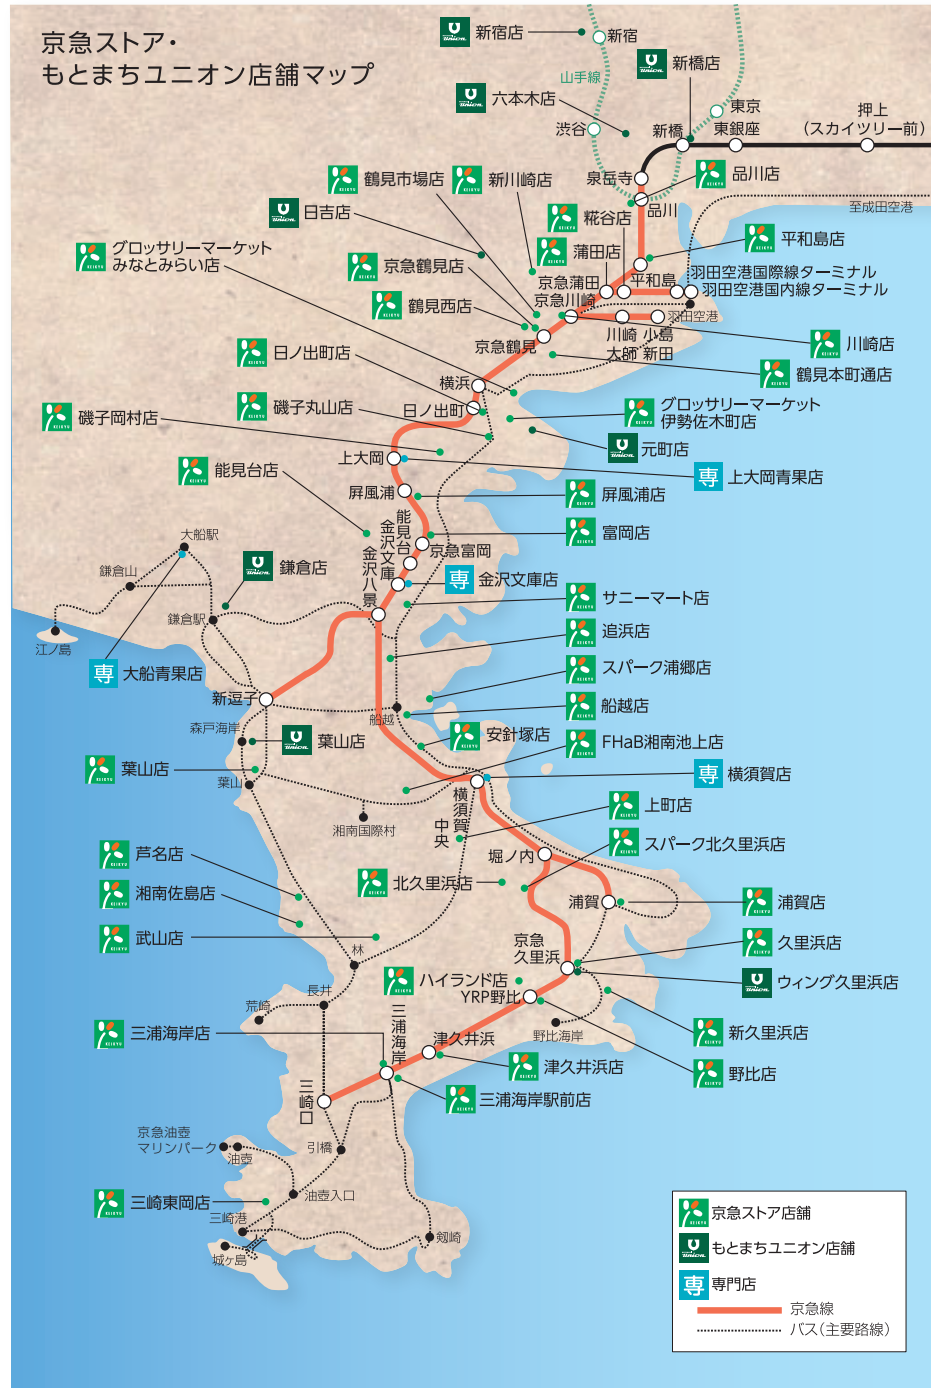 京急ストア・
もとまちユニオン店舗マップ
新宿店
新宿
新橋店
山手線
六本木店
東京
押上
(スカイツリー前)
渋谷
新橋
東銀座
鶴見市場店
新川崎店
泉岳寺
品川店
日吉店
糀谷店
品川
至成田空港
グロッサリーマーケット
みなとみらい店
蒲田店
平和島店
京急鶴見店
京急蒲田
平和島
羽田空港国際線ターミナル
羽田空港国内線ターミナル
鶴見西店
京急川崎
羽田空港
川崎大師
小島新田
川崎店
日ノ出町店
京急鶴見
鶴見本町通店
横浜
磯子岡村店
磯子丸山店
日ノ出町
グロッサリーマーケット
伊勢佐木町店
元町店
上大岡
上大岡青果店
能見台店
屏風浦
屏風浦店
能見台
金沢文庫
金沢八景
富岡店
京急富岡
大船駅
鎌倉山
鎌倉店
金沢文庫店
サニーマート店
鎌倉駅
追浜店
江ノ島
大船青果店
スパーク浦郷店
新逗子
船越店
船越
森戸海岸
葉山店
安針塚店
FHaB湘南池上店
葉山店
葉山
横須賀店
横須賀中央
上町店
湘南国際村
スパーク北久里浜店
芦名店
堀ノ内
湘南佐島店
北久里浜店
浦賀
浦賀店
武山店
京急
久里浜
久里浜店
林
ハイランド店
ウィング久里浜店
YRP野比
長井
荒崎
三浦海岸店
三浦海岸
津久井浜
野比海岸
新久里浜店
津久井浜店
野比店
三崎口
三浦海岸駅前店
京急油壺
マリンパーク
油壺
引橋
三崎東岡店
油壺入口
三崎港
城ヶ島
剱崎
京急ストア店舗
もとまちユニオン店舗
専 専門店
京急線
バス(主要路線)